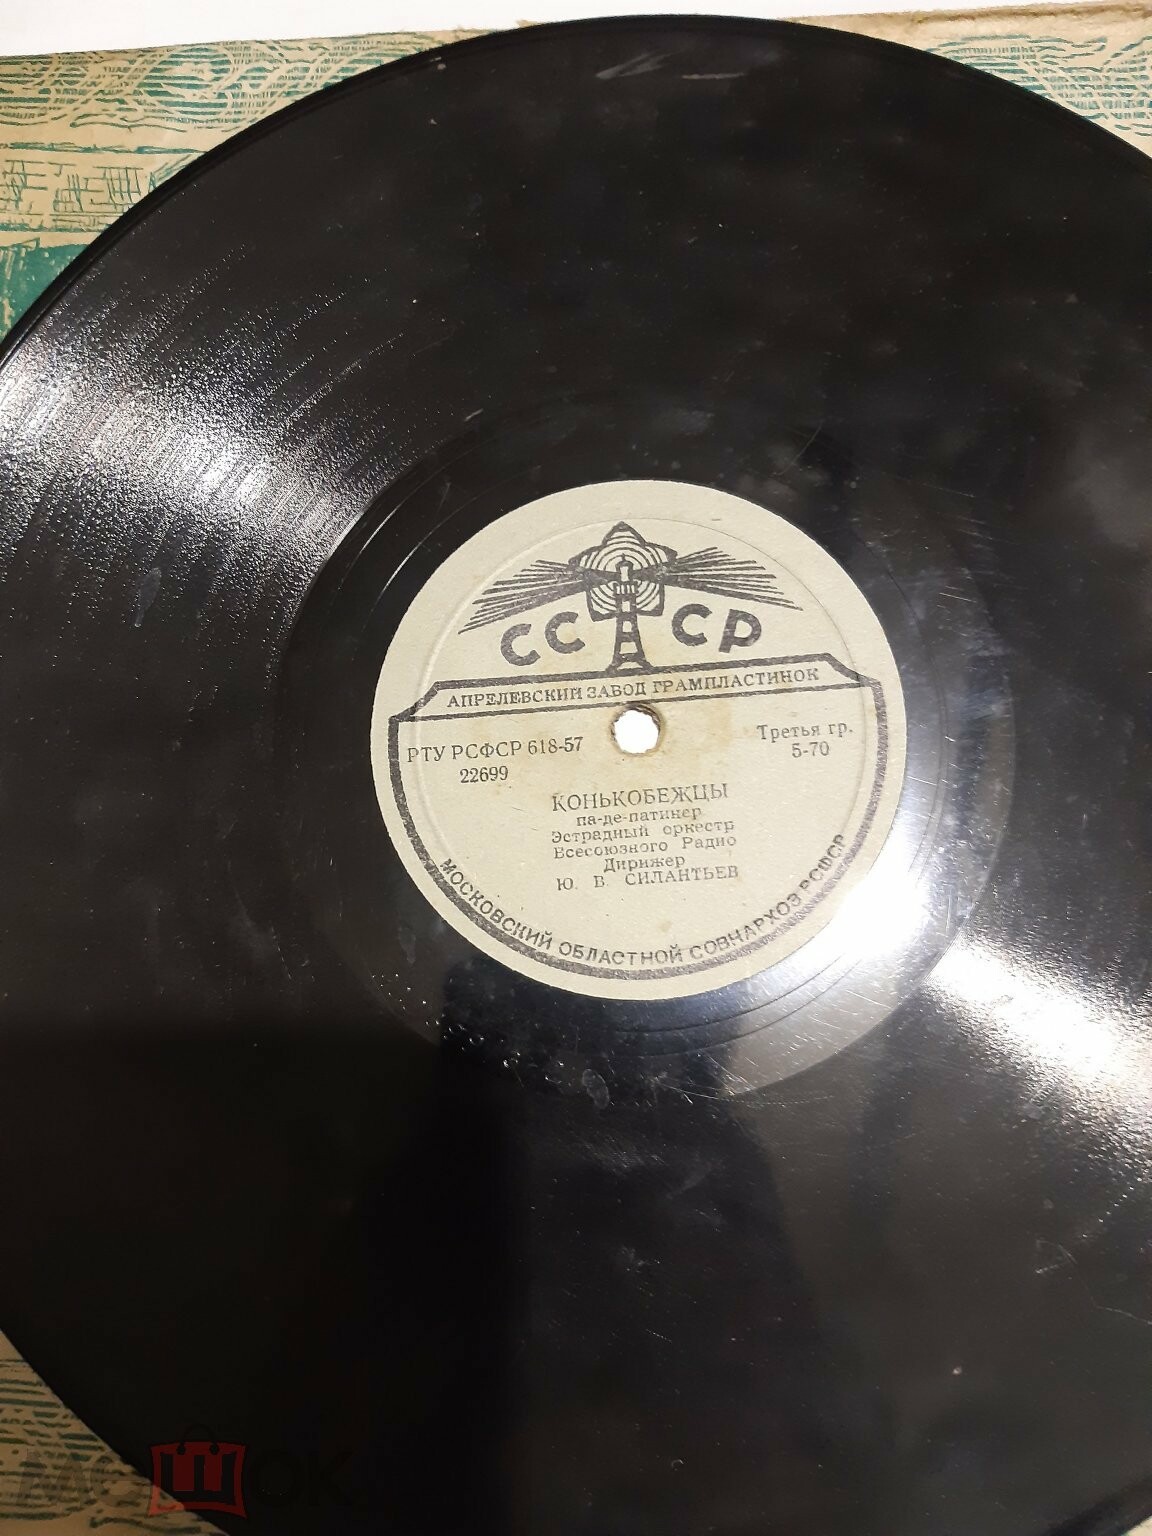 СССР
АПРЕЛЕВСКИЙ ЗАВОД ГРАМПЛАСТИНОК
РТУ РСФСР 618-57
Третья гр.
22699
5-70
КОНЬКОБЕЖЦЫ
па-де-патинер
Эстрадный оркестр
Всесоюзного Радио
Дирижер
Ю. В. СИЛАНТЬЕВ
МОСКОВСКИЙ ОБЛАСТНОЙ СОВНАРХОЗ РСФСР
мешок